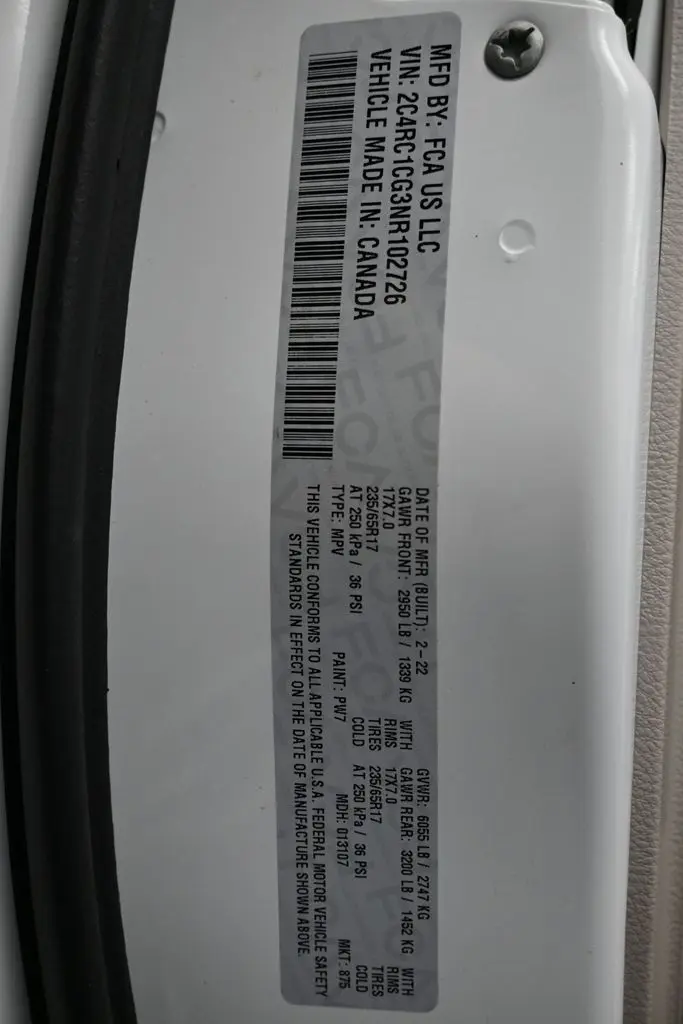 MFD BY: FCA US LLC
VIN: 2C4RC1CG3NR102726
VEHICLE MADE IN: CANADA
DATE OF MFR (BUILT): 2-22 GVWR: 6055 LB / 2747 KG
GAWR FRONT: 2950 LB / 1339 KG WITH GAWR REAR: 3200 LB / 1452 KG WITH
17X7.0 RIMS 17X7.0 RIMS
235/65R17 TIRES 235/65R17 TIRES
AT 250 kPa / 36 PSI COLD AT 250 kPa / 36 PSI COLD
TYPE: MPV PAINT: PW7 MDH: 013107 MKT: 875
THIS VEHICLE CONFORMS TO ALL APPLICABLE U.S.A. FEDERAL MOTOR VEHICLE SAFETY
STANDARDS IN EFFECT ON THE DATE OF MANUFACTURE SHOWN ABOVE.